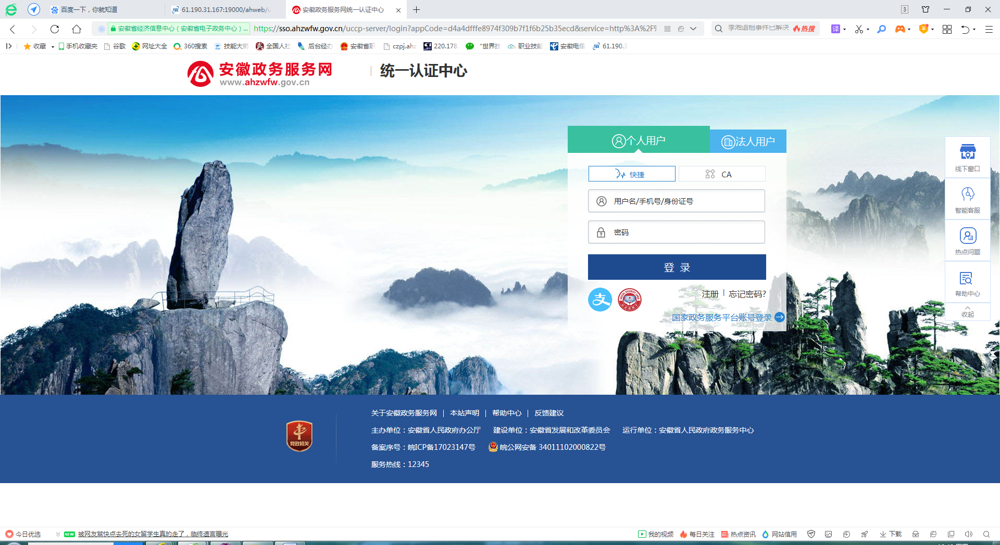 百度一下，你就知道
61.190.31.167:19000/ahweb/u
安徽政务服务网统一认证中心
3
安徽省经济信息中心（安徽省电子政务中心）...
https://sso.ahzwfw.gov.cn/uccp-server/login?appCode=d4a4dfffe8974f309b7f1f6b25b35ecd&service=http%3A%2F%
李湘退租事件已解决
热搜
译
收藏
手机收藏夹
谷歌
网址大全
360搜索
技能大师
全国人社
后台经办
安徽省职
czpj.ahz
220.178.
“世界技
职业技能
安徽电信
61.190.3
安徽政务服务网
www.ahzwfw.gov.cn
统一认证中心
个人用户
法人用户
快捷
CA
用户名/手机号/身份证号
密码
登 录
支
SOCIAL SECURITY CARD
注册
忘记密码?
国家政务服务平台账号登录
线下窗口
智能客服
热点问题
帮助中心
收起
党政机关
关于安徽政务服务网 | 本站声明 | 帮助中心 | 反馈建议
主办单位：安徽省人民政府办公厅 建设单位：安徽省发展和改革委员会 运行单位：安徽省人民政府政务服务中心
备案序号：皖ICP备17023147号 皖公网安备 34011102000822号
服务热线：12345
今日优选
NEW
被网友骂快点去死的女留学生真的走了，临终遗言曝光
我的视频
每日关注
热点资讯
网站信用
下载